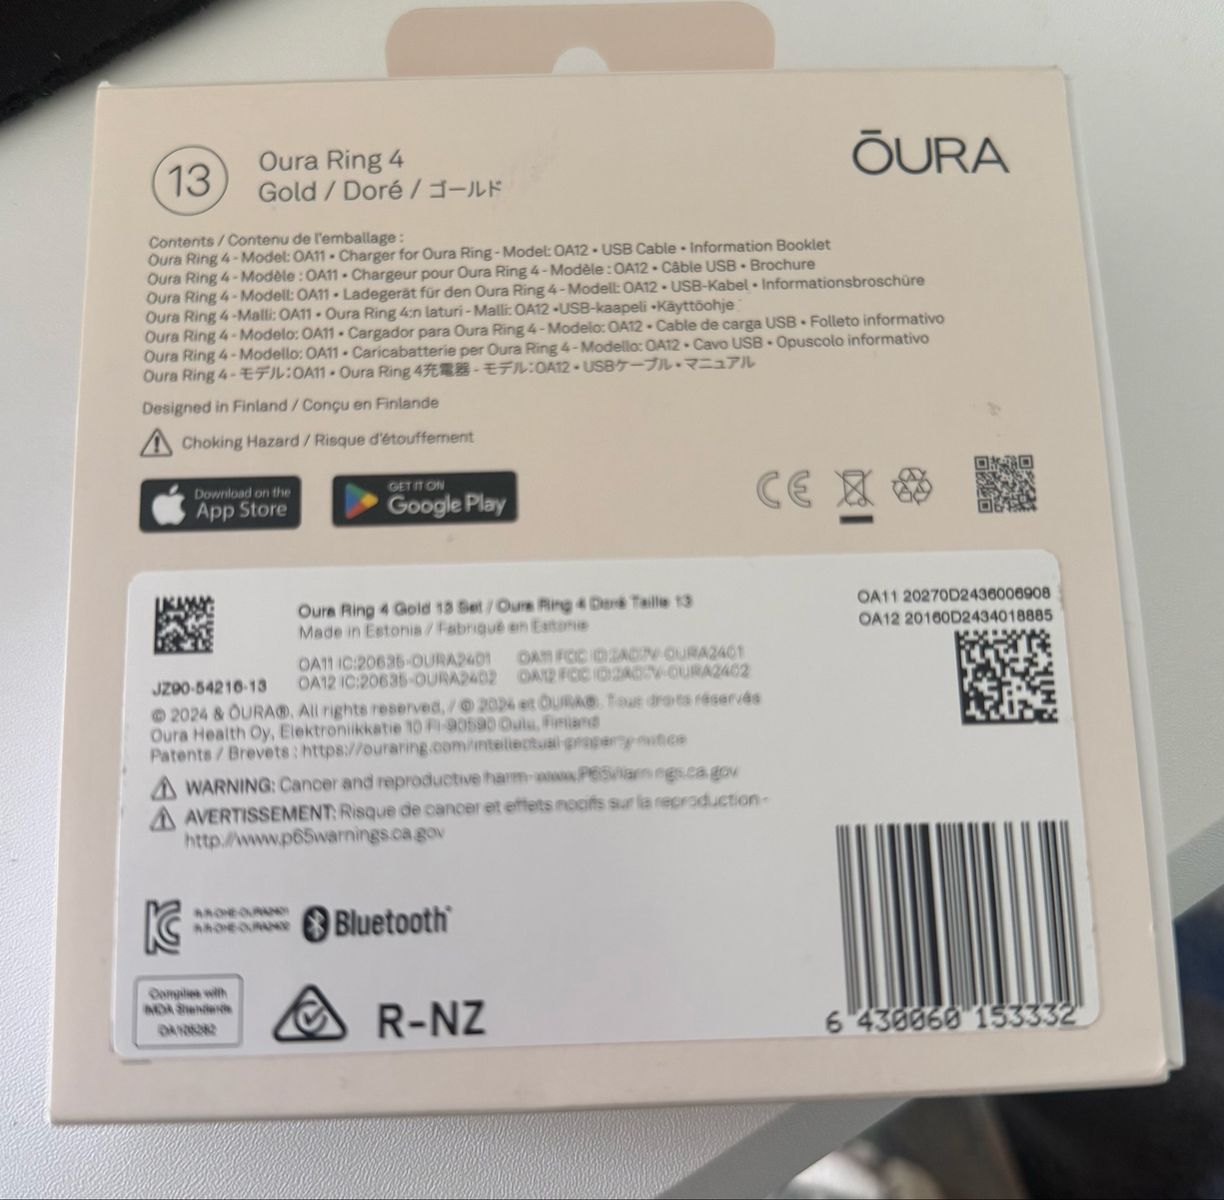 13
Oura Ring 4
Gold / Doré / ゴールド
ŌURA
Contents / Contenu de l'emballage :
Oura Ring 4 - Model: OA11 • Charger for Oura Ring - Model: OA12 • USB Cable • Information Booklet
Oura Ring 4 - Modèle : OA11 • Chargeur pour Oura Ring 4 - Modèle : OA12 • Câble USB • Brochure
Oura Ring 4 - Modell: OA11 • Ladegerät für den Oura Ring 4 - Modell: OA12 • USB-Kabel • Informationsbroschüre
Oura Ring 4 -Malli: OA11 • Oura Ring 4:n laturi - Malli: OA12 •USB-kaapeli •Käyttöohje
Oura Ring 4 - Modelo: OA11 • Cargador para Oura Ring 4 - Modelo: OA12 • Cable de carga USB • Folleto informativo
Oura Ring 4 - Modello: OA11 • Caricabatterie per Oura Ring 4 - Modello: OA12 • Cavo USB • Opuscolo informativo
Oura Ring 4 - モデル：OA11 • Oura Ring 4充電器 - モデル：OA12 • USBケーブル • マニュアル
Designed in Finland / Conçu en Finlande
Choking Hazard / Risque d'étouffement
Download on the
App Store
GET IT ON
Google Play
CE
Oura Ring 4 Gold 13 Set / Oura Ring 4 Doré Taille 13
Made in Estonia / Fabriqué en Estonie
OA11 20270D2436006908
OA12 20160D2434018885
OA11 IC:20635-OURA2401 OA11 FCC ID:2AD7V-OURA2401
OA12 IC:20635-OURA2402 OA12 FCC ID:2AD7V-OURA2402
JZ90-54216-13
© 2024 & ŌURA®. All rights reserved, / © 2024 et ŌURA®. Tous droits réservés
Oura Health Oy, Elektroniikkatie 10 FI-90590 Oulu, Finland
Patents / Brevets : https://ouraring.com/intellectual-property-notice
WARNING: Cancer and reproductive harm-www.P65Warnings.ca.gov
AVERTISSEMENT: Risque de cancer et effets nocifs sur la reproduction -
http://www.p65warnings.ca.gov
Bluetooth
Complies with
IMDA Standards
R-NZ
6 430060 153332